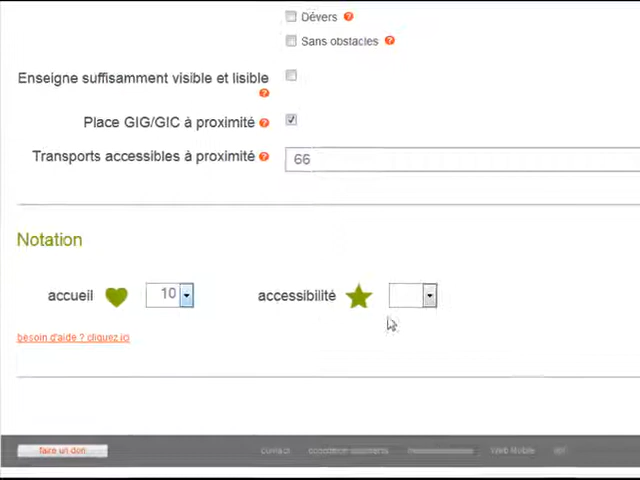 Dévers ?
Sans obstacles ?
Enseigne suffisamment visible et lisible
?
Place GIG/GIC à proximité ?
Transports accessibles à proximité ? 66
Notation
accueil 10 accessibilité
besoin d'aide ? cliquez ici
faire un don contact Web Mobile